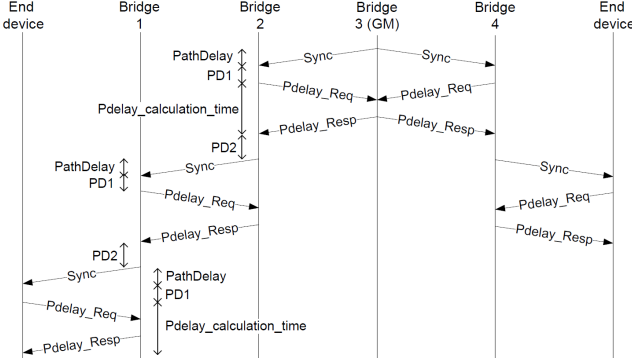 End device
Bridge 1
Bridge 2
Bridge 3 (GM)
Bridge 4
End device
PathDelay
Sync
Sync
PD1
Pdelay_Req
Pdelay_Req
Pdelay_calculation_time
Pdelay_Resp
Pdelay_Resp
PD2
PathDelay
Sync
Sync
PD1
Pdelay_Req
Pdelay_Req
Pdelay_Resp
Pdelay_Resp
PD2
Sync
PathDelay
PD1
Pdelay_Req
Pdelay_calculation_time
Pdelay_Resp